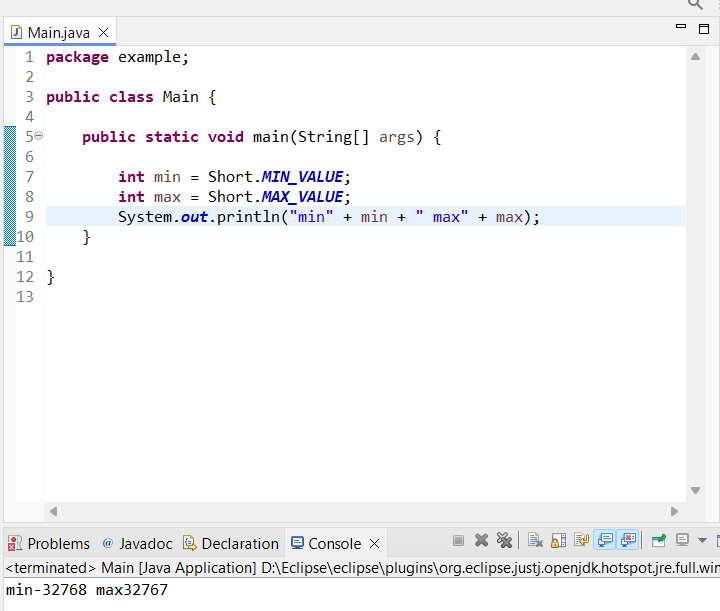 Main.java
1 package example;
2
3 public class Main {
4
5     public static void main(String[] args) {
6
7         int min = Short.MIN_VALUE;
8         int max = Short.MAX_VALUE;
9         System.out.println("min" + min + " max" + max);
10     }
11
12 }
13
Problems @ Javadoc Declaration Console
<terminated> Main [Java Application] D:\Eclipse\eclipse\plugins\org.eclipse.justj.openjdk.hotspot.jre.full.win
min-32768 max32767